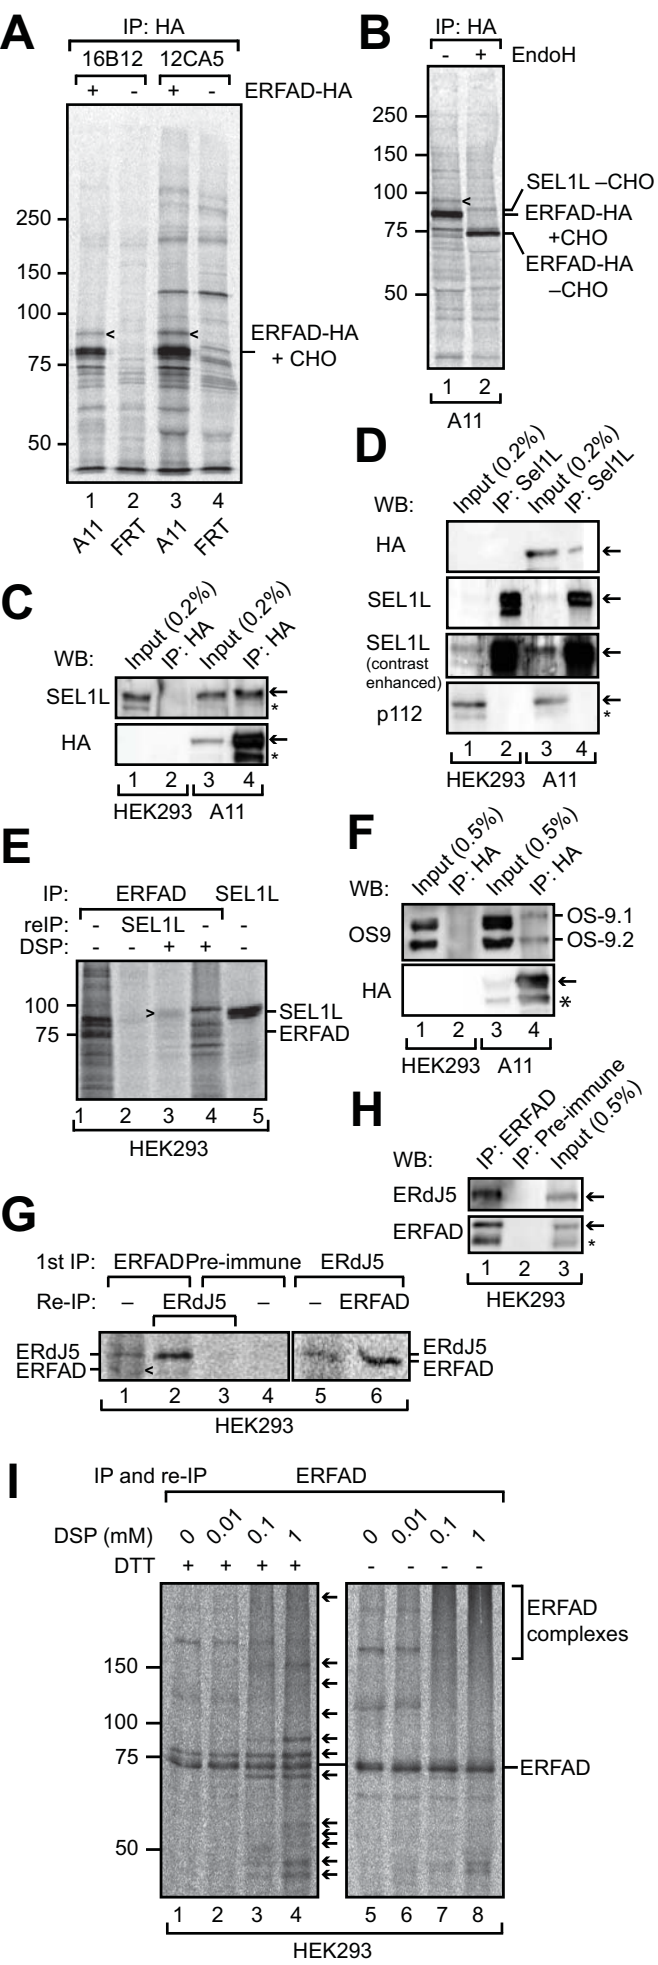 A
IP: HA
16B12 12CA5
+ - + - ERFAD-HA
250
150
100
75
50
<
<
ERFAD-HA
+ CHO
1 2 3 4
A11 FRT A11 FRT
B
IP: HA
- + EndoH
250
150
100
75
50
<
SEL1L –CHO
ERFAD-HA
+CHO
ERFAD-HA
–CHO
1 2
A11
C
WB:
Input (0.2%) IP: HA Input (0.2%) IP: HA
SEL1L ←
*
HA ←
*
1 2 3 4
HEK293 A11
D
WB:
Input (0.2%) IP: Sel1L Input (0.2%) IP: Sel1L
HA ←
SEL1L ←
SEL1L ←
(contrast
enhanced)
p112 ←
*
1 2 3 4
HEK293 A11
E
IP: ERFAD SEL1L
reIP: - SEL1L - -
DSP: - - + + -
100
75
>
SEL1L
ERFAD
1 2 3 4 5
HEK293
F
WB:
Input (0.5%) IP: HA Input (0.5%) IP: HA
OS9
OS-9.1
OS-9.2
HA ←
*
1 2 3 4
HEK293 A11
G
1st IP: ERFAD Pre-immune ERdJ5
Re-IP: – ERdJ5 – – ERFAD
ERdJ5
ERFAD
<
ERdJ5
ERFAD
1 2 3 4 5 6
HEK293
H
WB:
IP: ERFAD IP: Pre-immune Input (0.5%)
ERdJ5 ←
ERFAD ←
*
1 2 3
HEK293
I
IP and re-IP ERFAD
DSP (mM) 0 0.01 0.1 1 0 0.01 0.1 1
DTT + + + + - - - -
150
100
75
50
ERFAD
complexes
ERFAD
1 2 3 4 5 6 7 8
HEK293